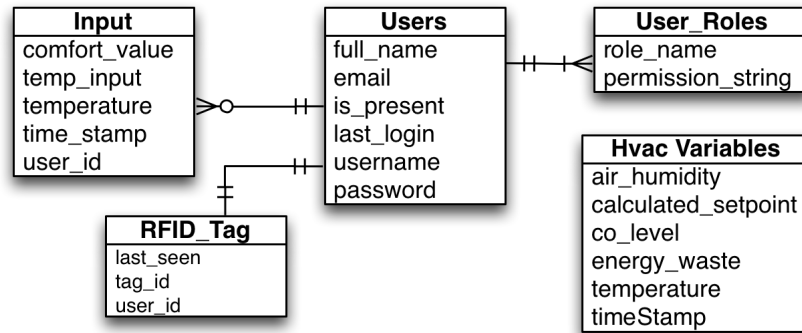 Input
comfort_value
temp_input
temperature
time_stamp
user_id
Users
full_name
email
is_present
last_login
username
password
User_Roles
role_name
permission_string
RFID_Tag
last_seen
tag_id
user_id
Hvac Variables
air_humidity
calculated_setpoint
co_level
energy_waste
temperature
timeStamp